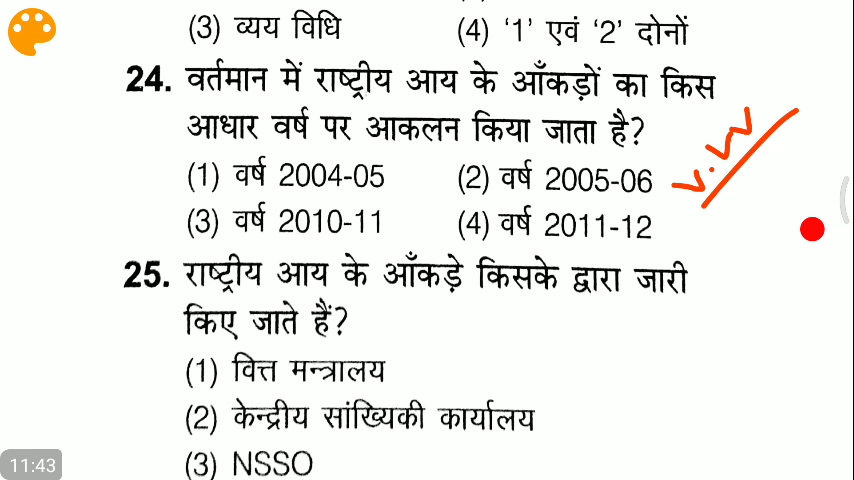 (3) व्यय विधि (4) ‘1’ एवं ‘2’ दोनों
24. वर्तमान में राष्ट्रीय आय के आँकड़ों का किस
आधार वर्ष पर आकलन किया जाता है?
(1) वर्ष 2004-05 (2) वर्ष 2005-06
(3) वर्ष 2010-11 (4) वर्ष 2011-12
25. राष्ट्रीय आय के आँकड़े किसके द्वारा जारी
किए जाते हैं?
(1) वित्त मन्त्रालय
(2) केन्द्रीय सांख्यिकी कार्यालय
(3) NSSO
11:43